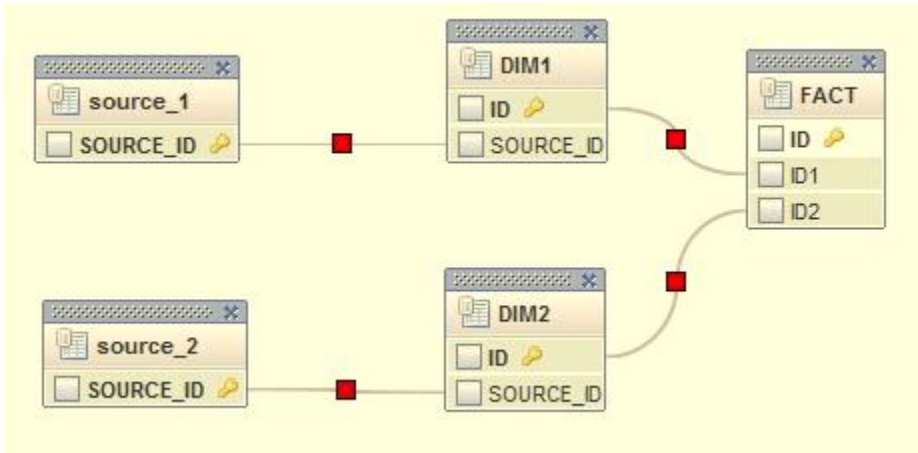 source_1
SOURCE_ID
DIM1
ID
SOURCE_ID
FACT
ID
ID1
ID2
source_2
SOURCE_ID
DIM2
ID
SOURCE_ID